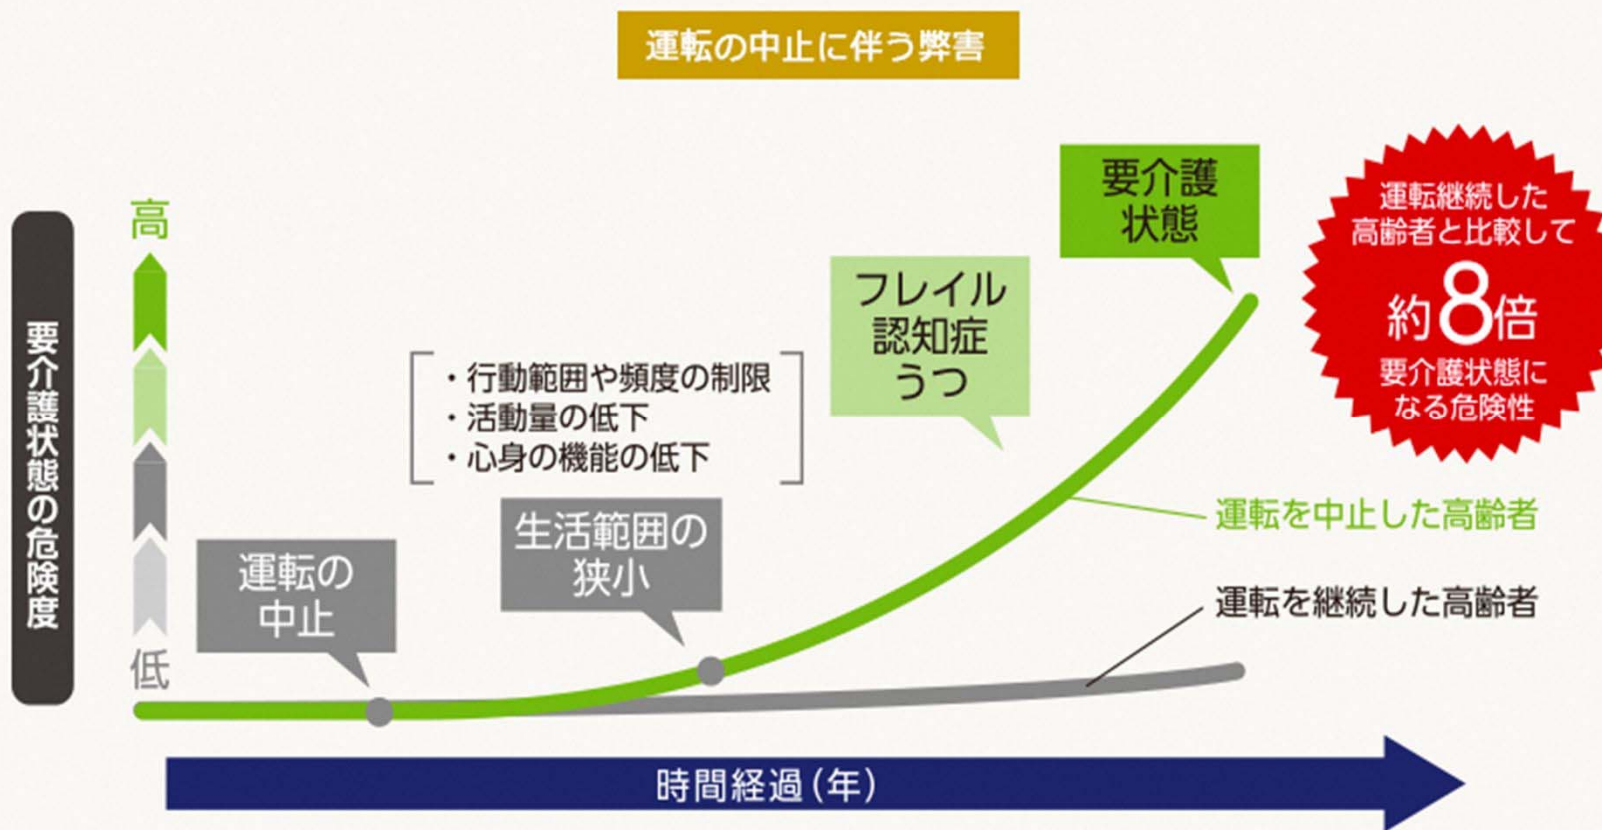 運転の中止に伴う弊害
要介護状態の危険度
高
低
運転の
中止
・行動範囲や頻度の制限
・活動量の低下
・心身の機能の低下
生活範囲の
狭小
フレイル
認知症
うつ
要介護
状態
運転継続した
高齢者と比較して
約8倍
要介護状態に
なる危険性
運転を中止した高齢者
運転を継続した高齢者
時間経過(年)